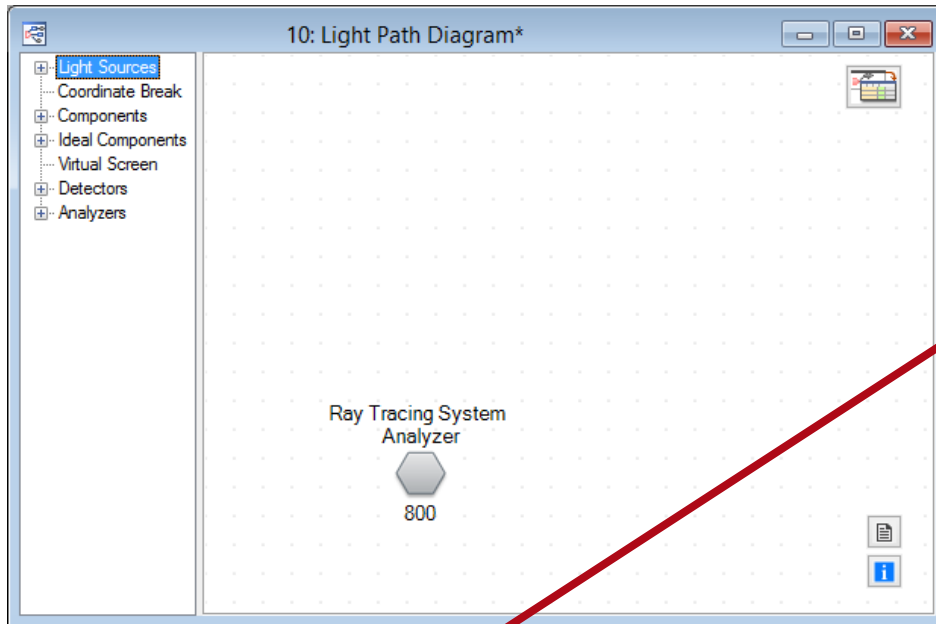 10: Light Path Diagram*
Light Sources
Coordinate Break
Components
Ideal Components
Virtual Screen
Detectors
Analyzers
Ray Tracing System
Analyzer
800